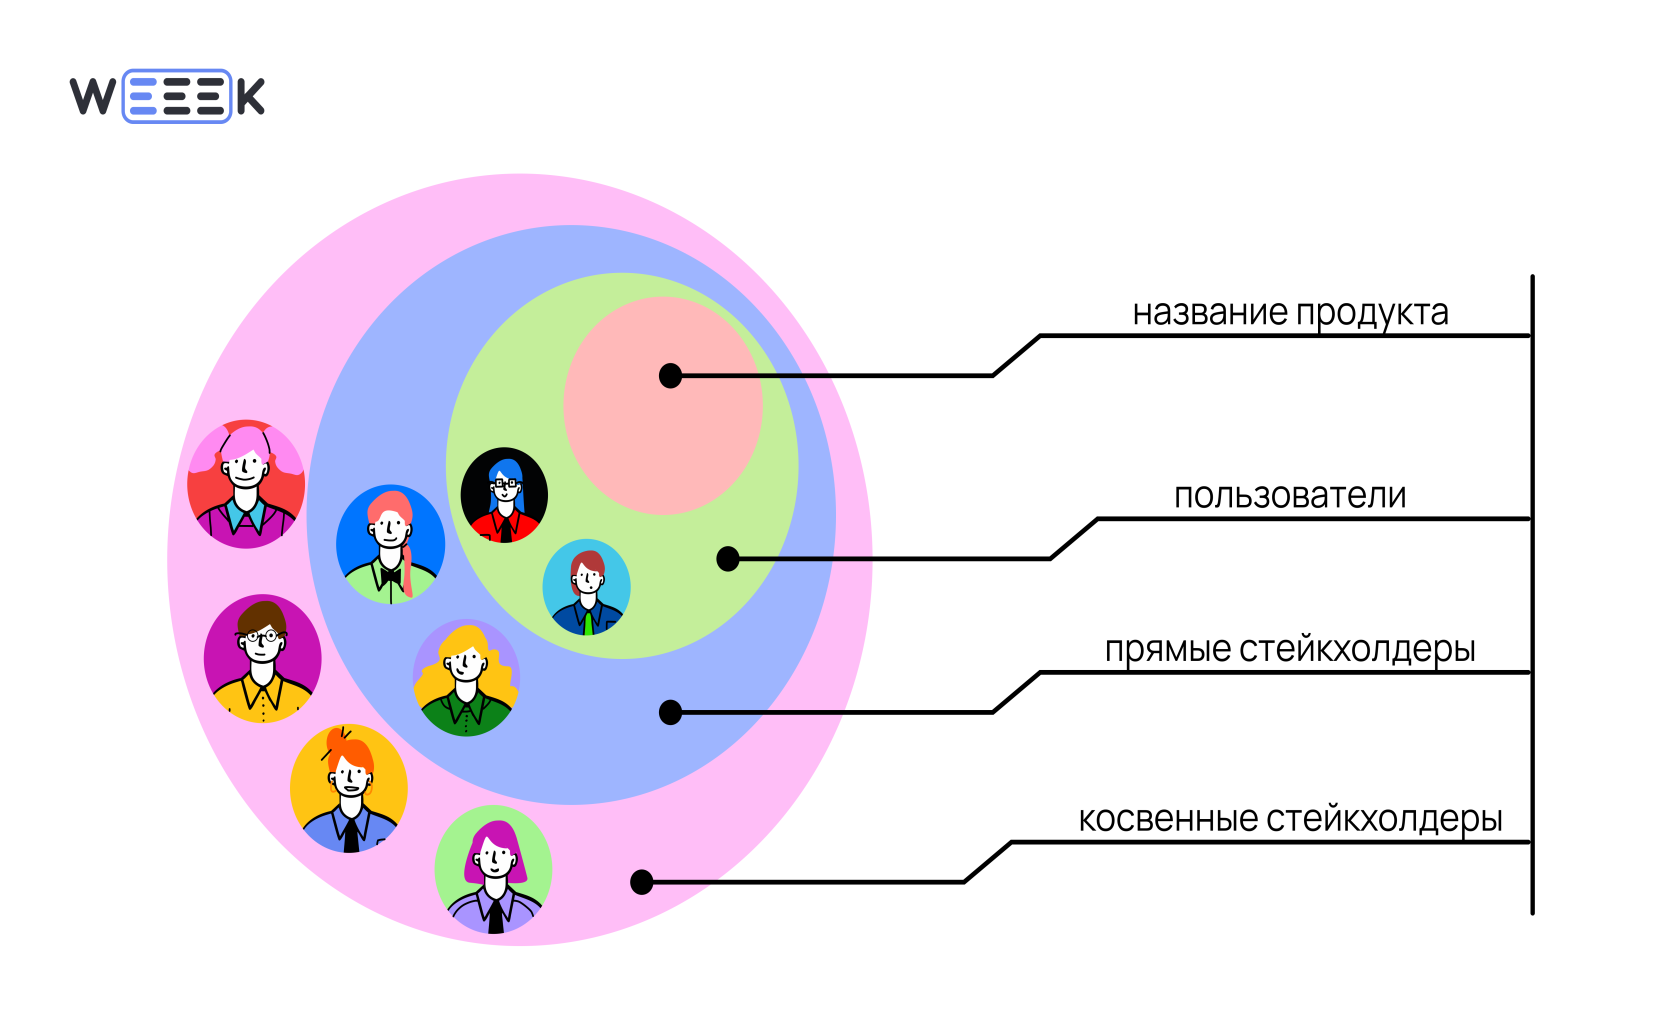 WEEEK
название продукта
пользователи
прямые стейкхолдеры
косвенные стейкхолдеры